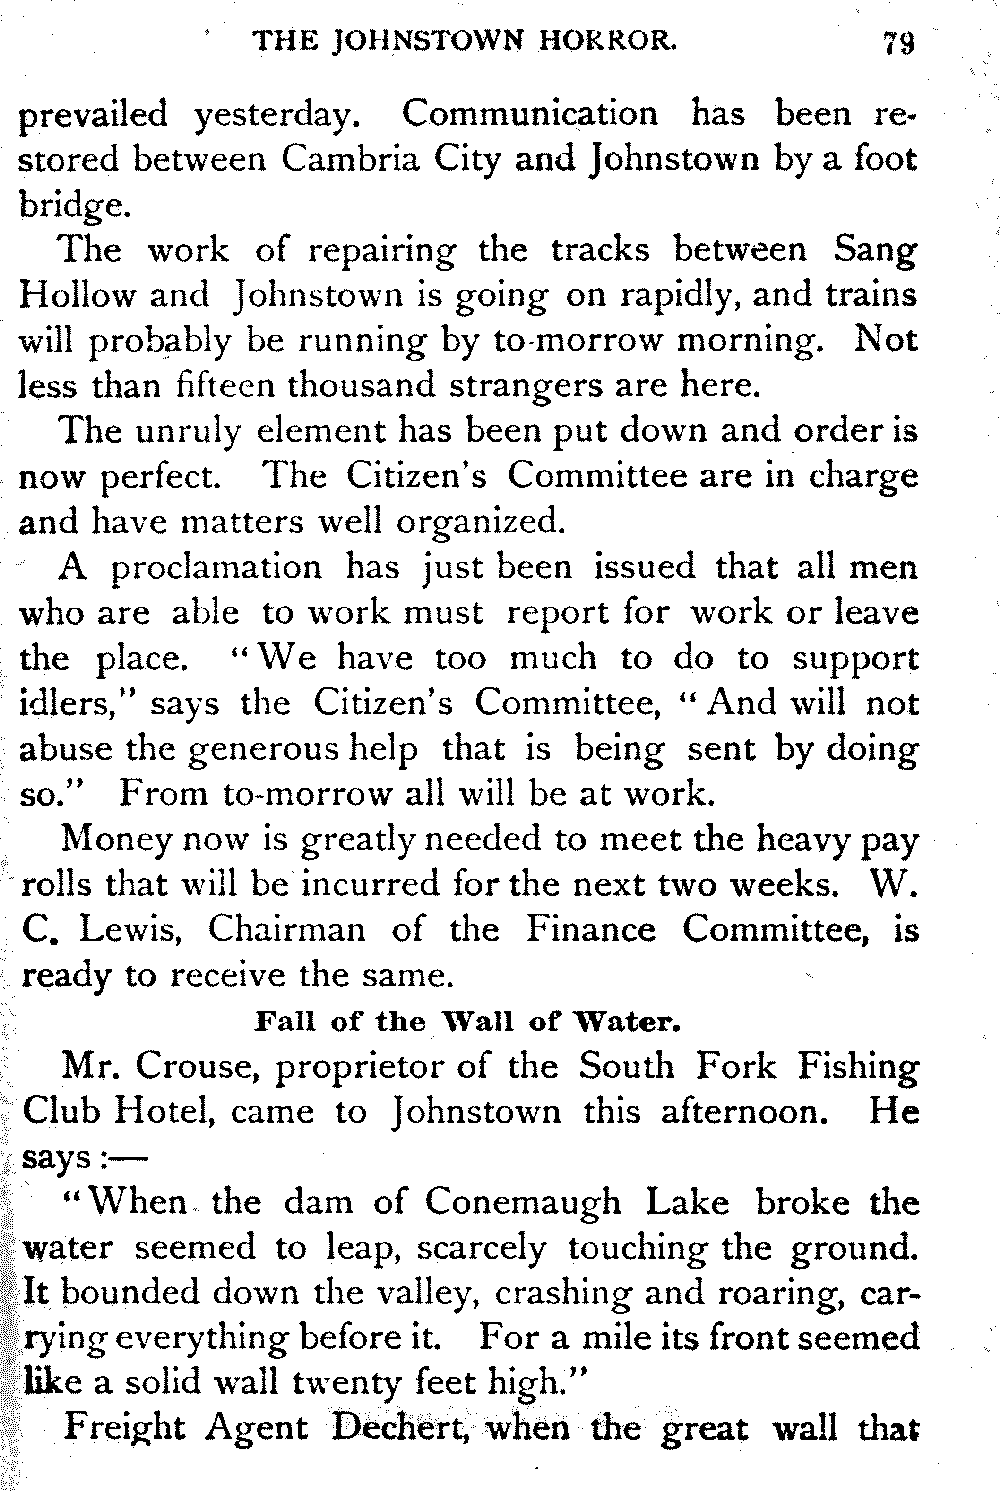 THE JOHNSTOWN HORROR. 79
prevailed yesterday. Communication has been re-
stored between Cambria City and Johnstown by a foot
bridge.
The work of repairing the tracks between Sang
Hollow and Johnstown is going on rapidly, and trains
will probably be running by to-morrow morning. Not
less than fifteen thousand strangers are here.
The unruly element has been put down and order is
now perfect. The Citizen's Committee are in charge
and have matters well organized.
A proclamation has just been issued that all men
who are able to work must report for work or leave
the place. "We have too much to do to support
idlers," says the Citizen's Committee, "And will not
abuse the generous help that is being sent by doing
so." From to-morrow all will be at work.
Money now is greatly needed to meet the heavy pay
rolls that will be incurred for the next two weeks. W.
C. Lewis, Chairman of the Finance Committee, is
ready to receive the same.
Fall of the Wall of Water.
Mr. Crouse, proprietor of the South Fork Fishing
Club Hotel, came to Johnstown this afternoon. He
says:—
"When the dam of Conemaugh Lake broke the
water seemed to leap, scarcely touching the ground.
It bounded down the valley, crashing and roaring, car-
rying everything before it. For a mile its front seemed
like a solid wall twenty feet high."
Freight Agent Dechert, when the great wall that